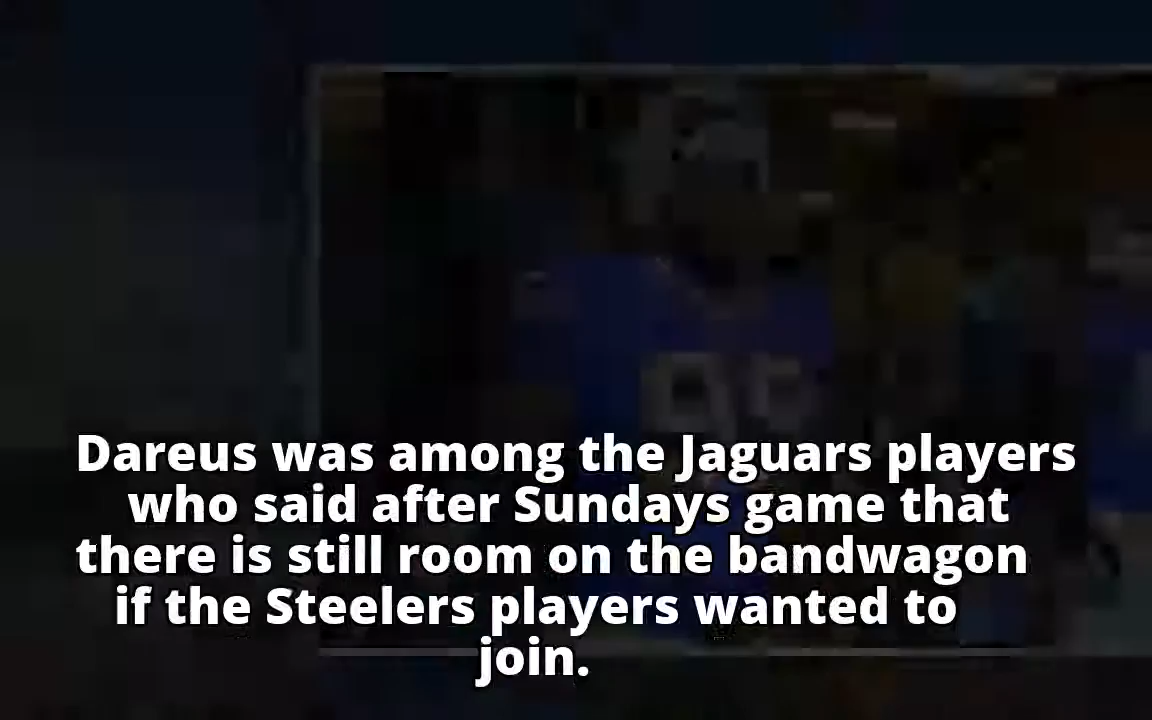 Dareus was among the Jaguars players
who said after Sundays game that
there is still room on the bandwagon
if the Steelers players wanted to
join.